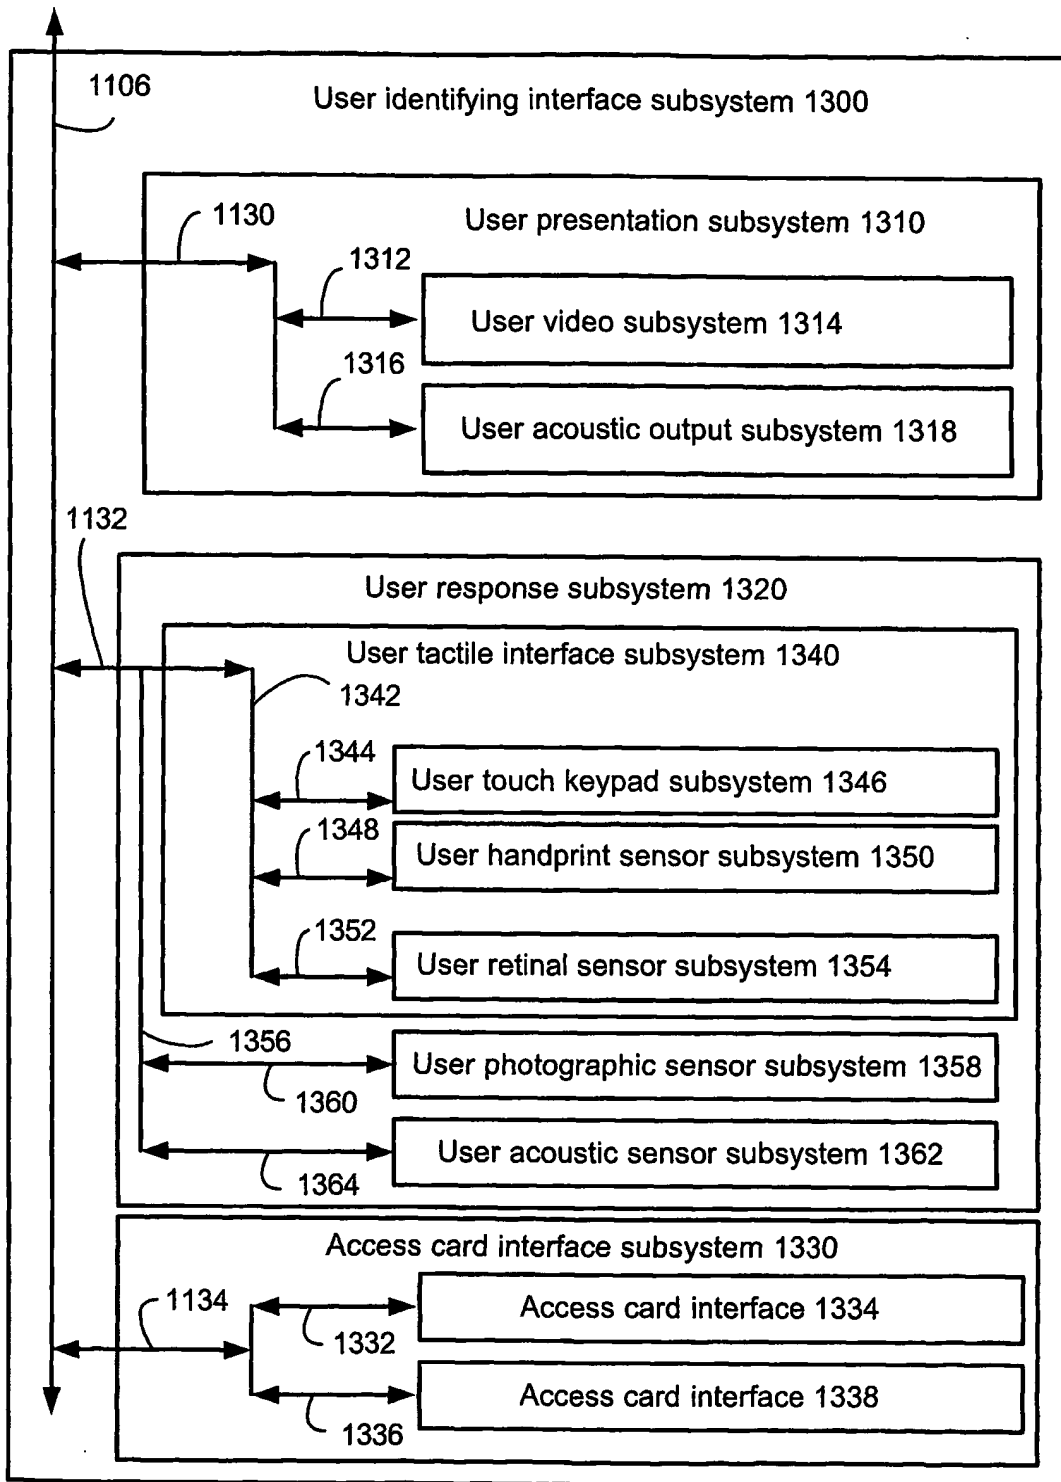 1106
User identifying interface subsystem 1300
1130
User presentation subsystem 1310
1312
User video subsystem 1314
1316
User acoustic output subsystem 1318
1132
User response subsystem 1320
User tactile interface subsystem 1340
1342
1344
User touch keypad subsystem 1346
1348
User handprint sensor subsystem 1350
1352
User retinal sensor subsystem 1354
1356
User photographic sensor subsystem 1358
1360
User acoustic sensor subsystem 1362
1364
Access card interface subsystem 1330
1134
Access card interface 1334
1332
Access card interface 1338
1336